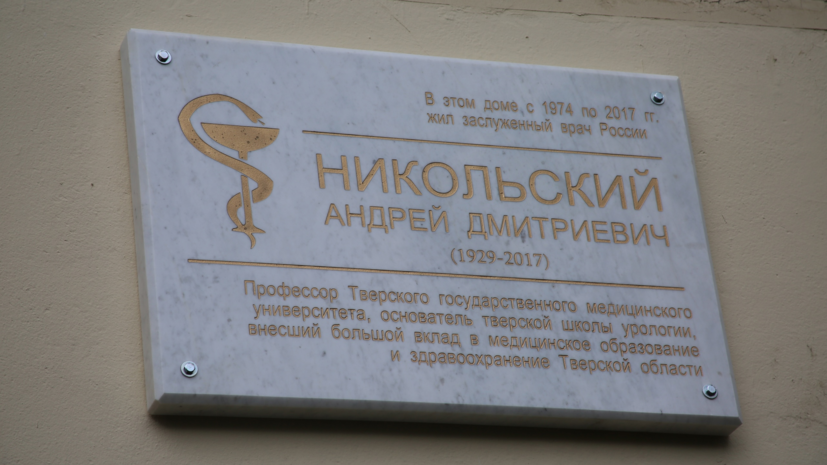 В этом доме с 1974 по 2017 гг.
жил заслуженный врач России
НИКОЛЬСКИЙ
АНДРЕЙ ДМИТРИЕВИЧ
(1929-2017)
Профессор Тверского государственного медицинского
университета, основатель тверской школы урологии,
внесший большой вклад в медицинское образование
и здравоохранение Тверской области